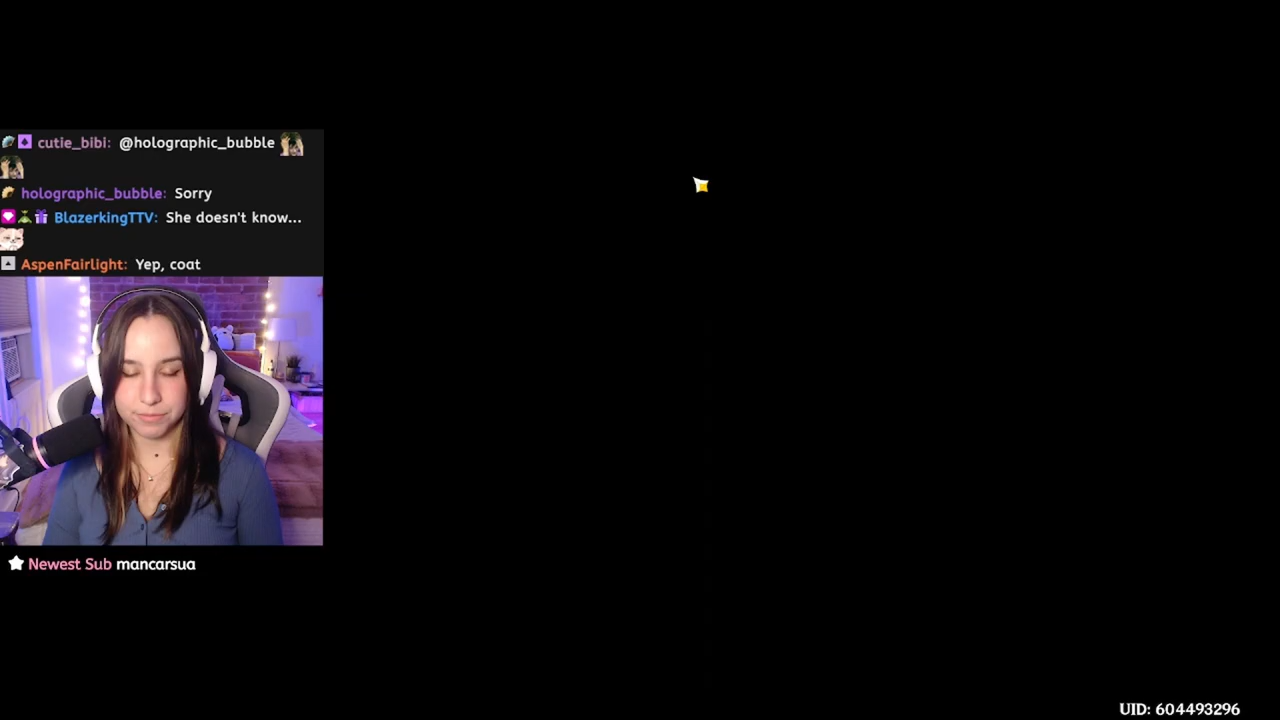 cutie_bibi: @holographic_bubble
holographic_bubble: Sorry
BlazerkingTTV: She doesn't know...
AspenFairlight: Yep, coat
Newest Sub mancarsua
UID: 604493296